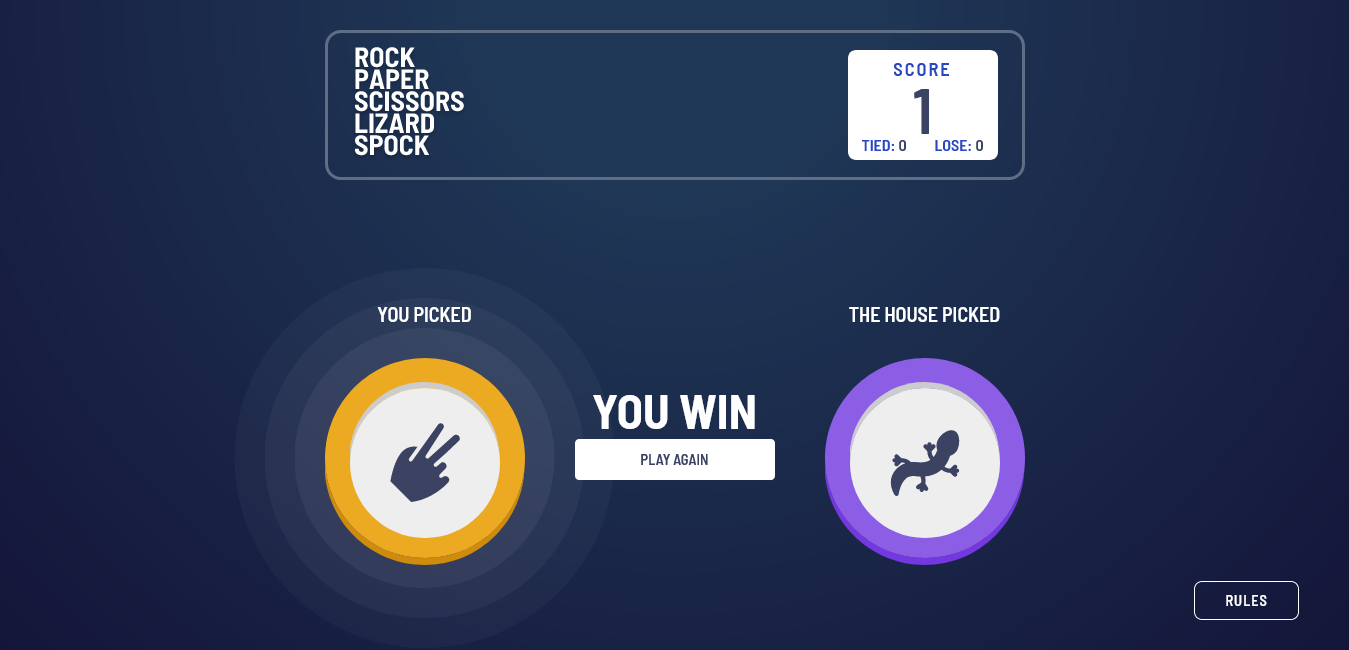 ROCK
PAPER
SCISSORS
LIZARD
SPOCK
SCORE
1
TIED: 0 LOSE: 0
YOU PICKED
THE HOUSE PICKED
YOU WIN
PLAY AGAIN
RULES